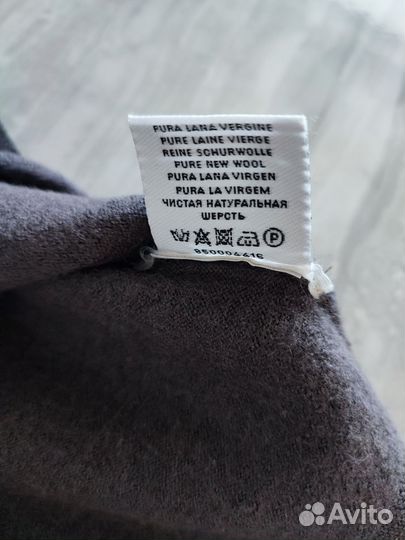 PURA LANA VERGINE
PURE LAINE VIERGE
REINE SCHURWOLLE
PURE NEW WOOL
PURA LANA VIRGEN
PURA LA VIRGEM
ЧИСТАЯ НАТУРАЛЬНАЯ
ШЕРСТЬ
P
850004416
Avito